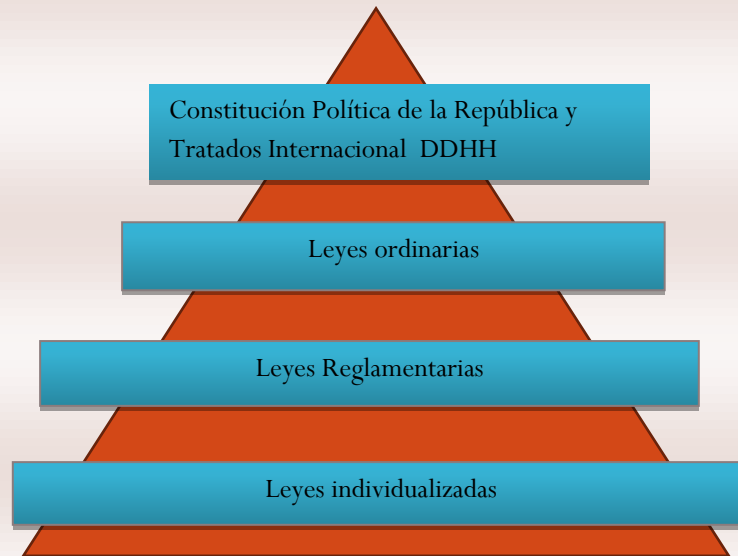 Constitución Política de la República y
Tratados Internacional DDHH
Leyes ordinarias
Leyes Reglamentarias
Leyes individualizadas